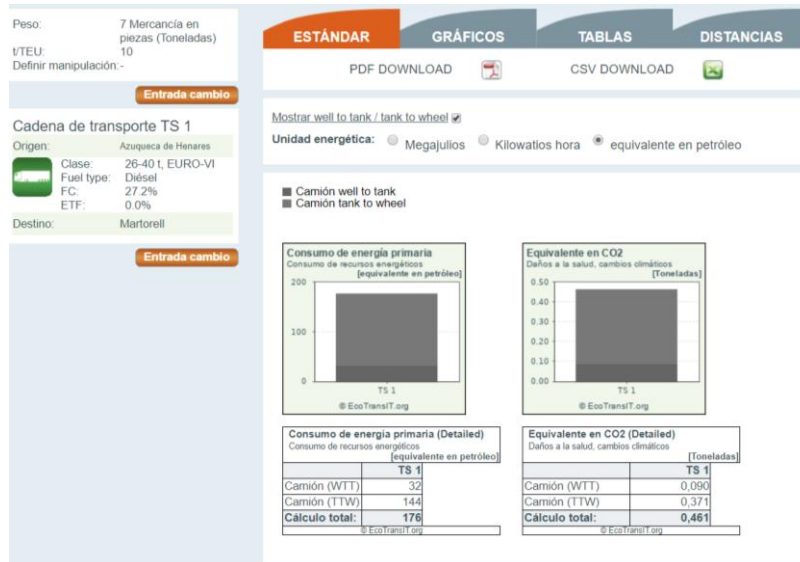 Peso: 7 Mercancía en
piezas (Toneladas)
t/TEU: 10
Definir manipulación:-
Entrada cambio
Cadena de transporte TS 1
Origen: Azuqueca de Henares
Clase: 26-40 t, EURO-VI
Fuel type: Diésel
FC: 27.2%
ETF: 0.0%
Destino: Martorell
Entrada cambio
ESTÁNDAR GRÁFICOS TABLAS DISTANCIAS
PDF DOWNLOAD CSV DOWNLOAD
Mostrar well to tank / tank to wheel
Unidad energética: Megajulios Kilowatios hora equivalente en petróleo
Camión well to tank
Camión tank to wheel
Consumo de energía primaria
Consumo de recursos energéticos
[equivalente en petróleo]
200
100
0
TS 1
© EcoTransIT.org
Equivalente en CO2
Daños a la salud, cambios climáticos
[Toneladas]
0.50
0.40
0.30
0.20
0.10
0.00
TS 1
© EcoTransIT.org
Consumo de energía primaria (Detailed)
Consumo de recursos energéticos
[equivalente en petróleo]
TS 1
Camión (WTT) 32
Camión (TTW) 144
Cálculo total: 176
© EcoTransIT.org
Equivalente en CO2 (Detailed)
Daños a la salud, cambios climáticos
[Toneladas]
TS 1
Camión (WTT) 0,090
Camión (TTW) 0,371
Cálculo total: 0,461
© EcoTransIT.org